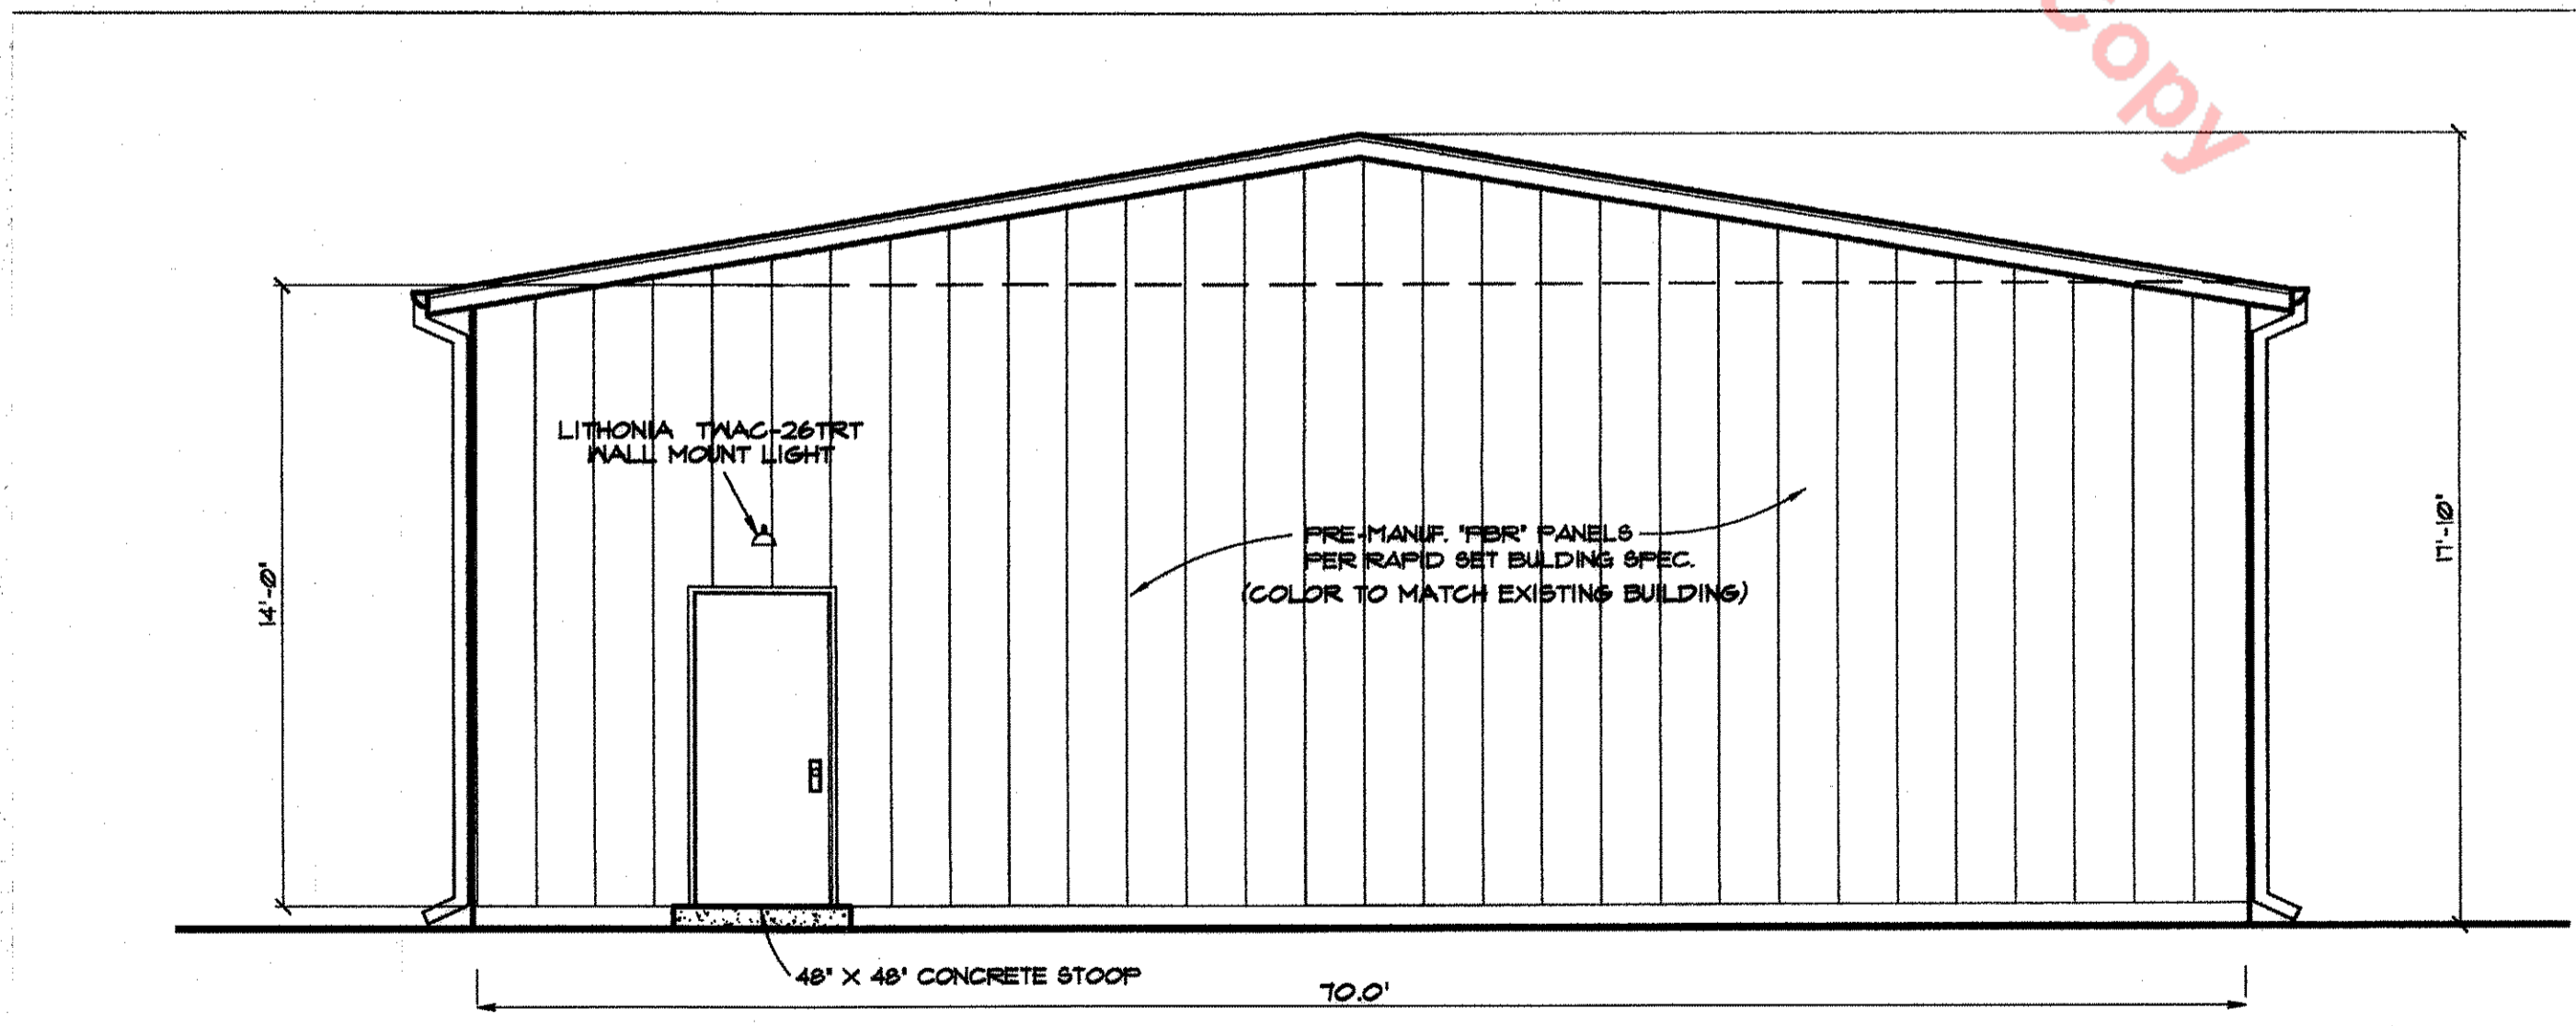 Copy
LITHONIA TWAC-26TRT
WALL MOUNT LIGHT
14'-0"
PRE-MANUF. "PBR" PANELS
PER RAPID SET BULDING SPEC.
(COLOR TO MATCH EXISTING BUILDING)
17'-10"
48" X 48" CONCRETE STOOP
70.0'